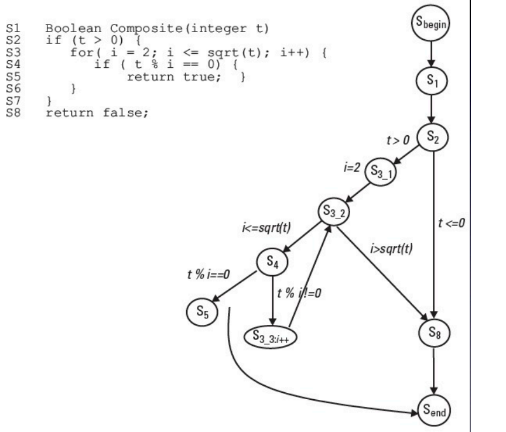 S1 Boolean Composite(integer t)
S2 if (t > 0) {
S3 for( i = 2; i <= sqrt(t); i++) {
S4 if ( t % i == 0) {
S5 return true; }
S6 }
S7 }
S8 return false;
Sbegin
S1
S2
t > 0
i=2
S3_1
S3_2
t <=0
i<=sqrt(t)
i>sqrt(t)
S4
t % i==0
t % i!=0
S5
S3_3:i++
S8
Send